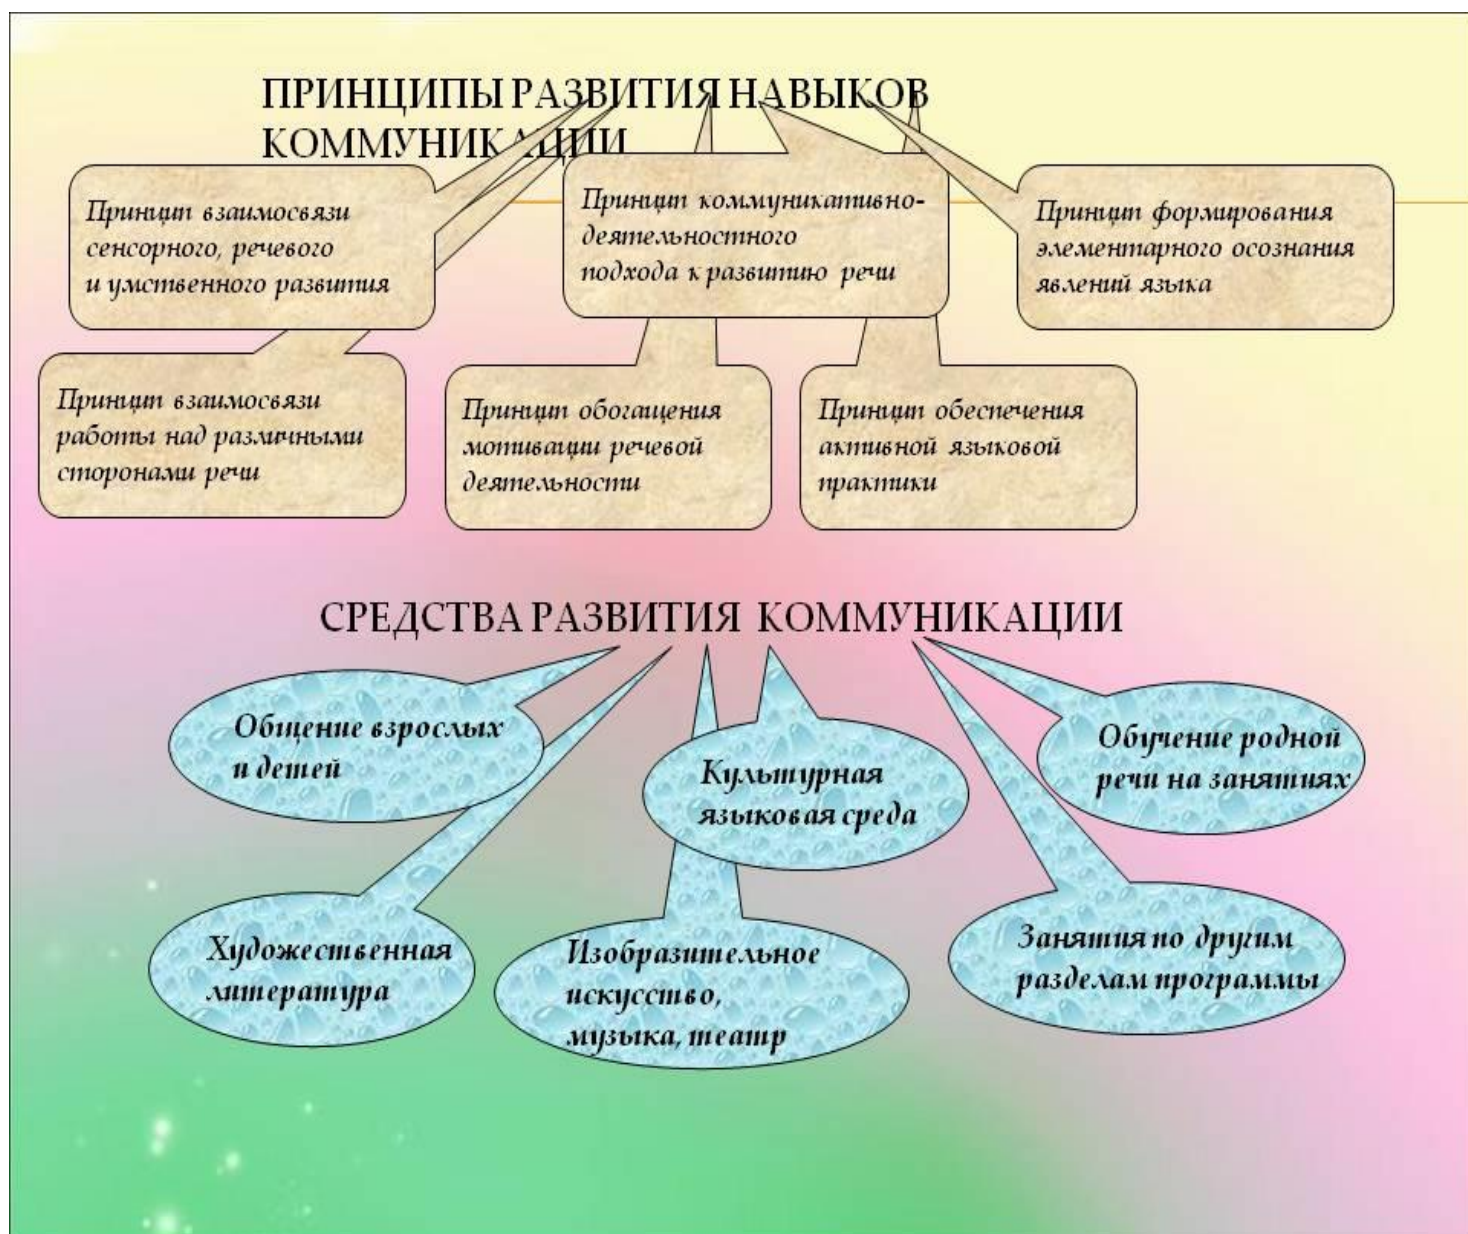 ПРИНЦИПЫ РАЗВИТИЯ НАВЫКОВ
КОММУНИКАЦИИ
Принцип взаимосвязи
сенсорного, речевого
и умственного развития
Принцип коммуникативно-
деятельностного
подхода к развитию речи
Принцип формирования
элементарного осознания
явлений языка
Принцип взаимосвязи
работы над различными
сторонами речи
Принцип обогащения
мотивации речевой
деятельности
Принцип обеспечения
активной языковой
практики
СРЕДСТВА РАЗВИТИЯ КОММУНИКАЦИИ
Общение взрослых
и детей
Культурная
языковая среда
Обучение родной
речи на занятиях
Художественная
литература
Изобразительное
искусство,
музыка, театр
Занятия по другим
разделам программы